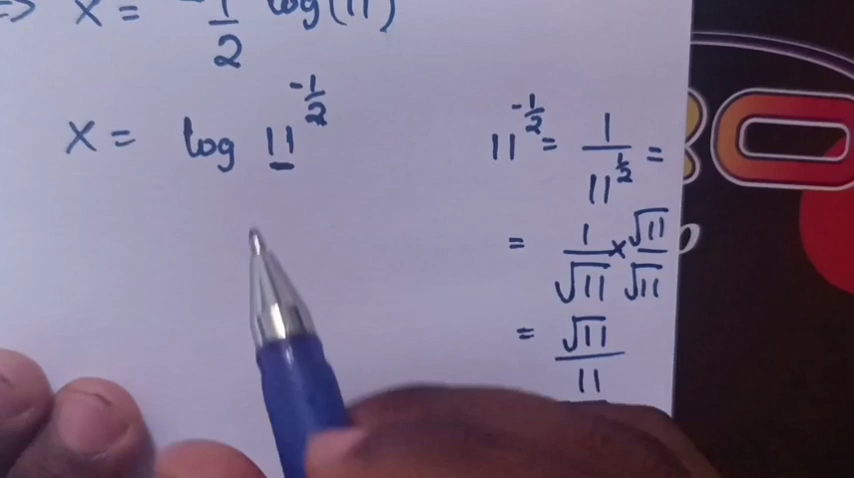 => x = -1/2 log(11)
x = log 11^(-1/2)
11^(-1/2) = 1/11^(1/2) =
= 1/√11 × √11/√11
= √11/11